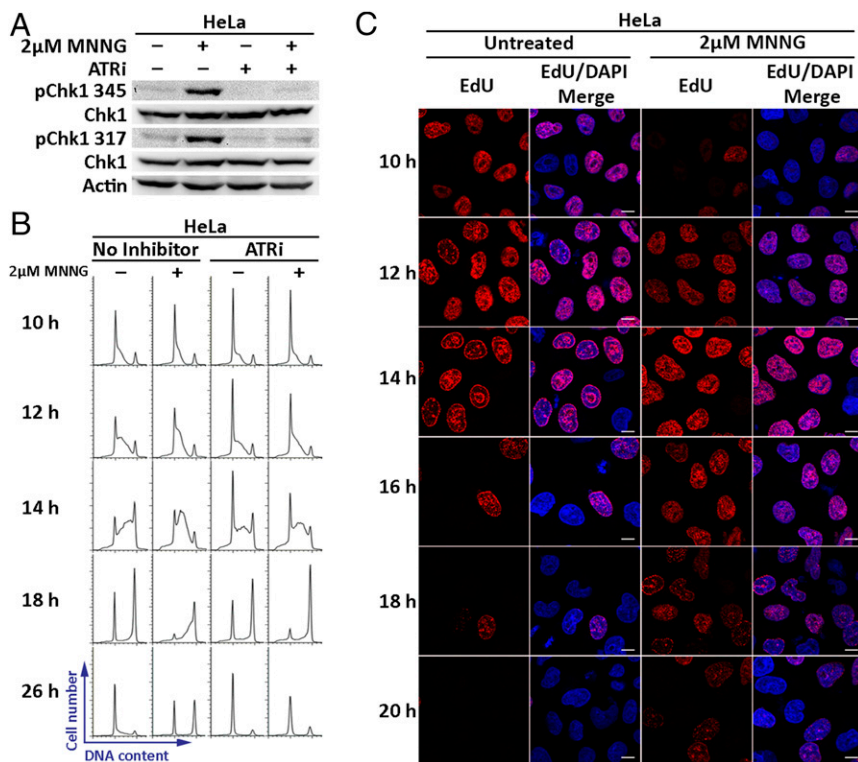 A
HeLa
2µM MNNG – + – +
ATRi – – + +
pChk1 345
Chk1
pChk1 317
Chk1
Actin
B
HeLa
No Inhibitor ATRi
2µM MNNG – + – +
10 h
12 h
14 h
18 h
26 h
Cell number
DNA content
C
HeLa
Untreated 2µM MNNG
EdU EdU/DAPI Merge EdU EdU/DAPI Merge
10 h
12 h
14 h
16 h
18 h
20 h